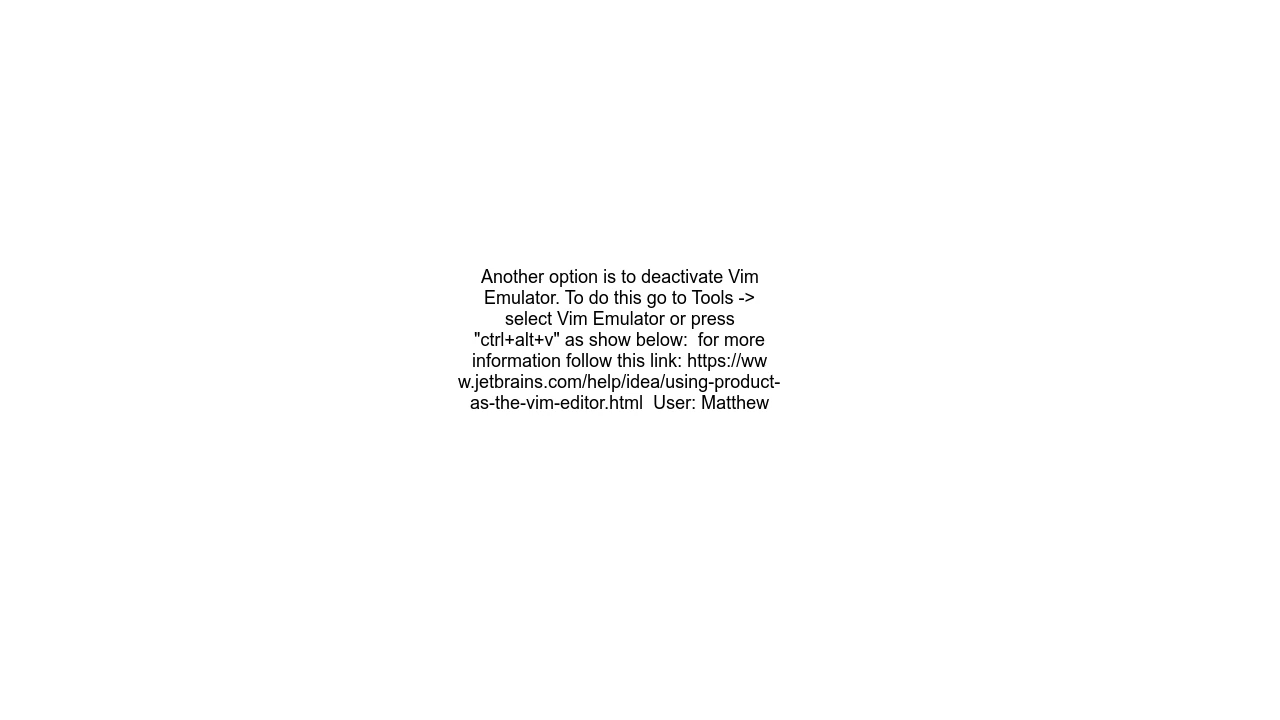 Another option is to deactivate Vim
Emulator. To do this go to Tools ->
select Vim Emulator or press
"ctrl+alt+v" as show below:  for more
information follow this link: https://ww
w.jetbrains.com/help/idea/using-product-
as-the-vim-editor.html  User: Matthew